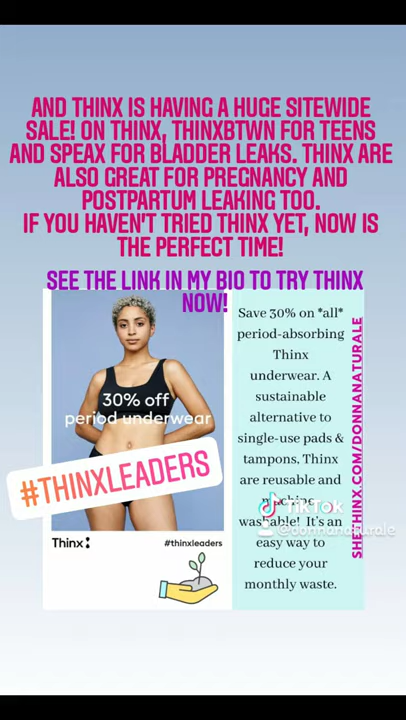 AND THINX IS HAVING A HUGE SITEWIDE
SALE! ON THINX, THINXBTWN FOR TEENS
AND SPEAX FOR BLADDER LEAKS. THINX ARE
ALSO GREAT FOR PREGNANCY AND
POSTPARTUM LEAKING TOO.
IF YOU HAVEN'T TRIED THINX YET, NOW IS
THE PERFECT TIME!
SEE THE LINK IN MY BIO TO TRY THINX
NOW!
30% off
period underwear
#THINXLEADERS
Thinx:
#thinxleaders
Save 30% on *all*
period-absorbing
Thinx
underwear. A
sustainable
alternative to
single-use pads &
tampons, Thinx
are reusable and
machine
washable! It's an
easy way to
reduce your
monthly waste.
SHETHINX.COM/DONNANATURALE
TikTok
@donnanaturale